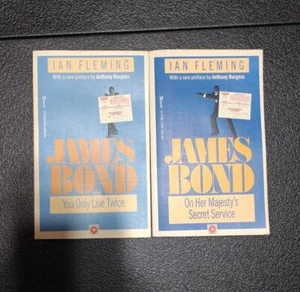 IAN FLEMING
With a new preface by Anthony Burgess
JAMES
BOND
You Only Live Twice
IAN FLEMING
With a new preface by Anthony Burgess
JAMES
BOND
On Her Majesty's
Secret Service